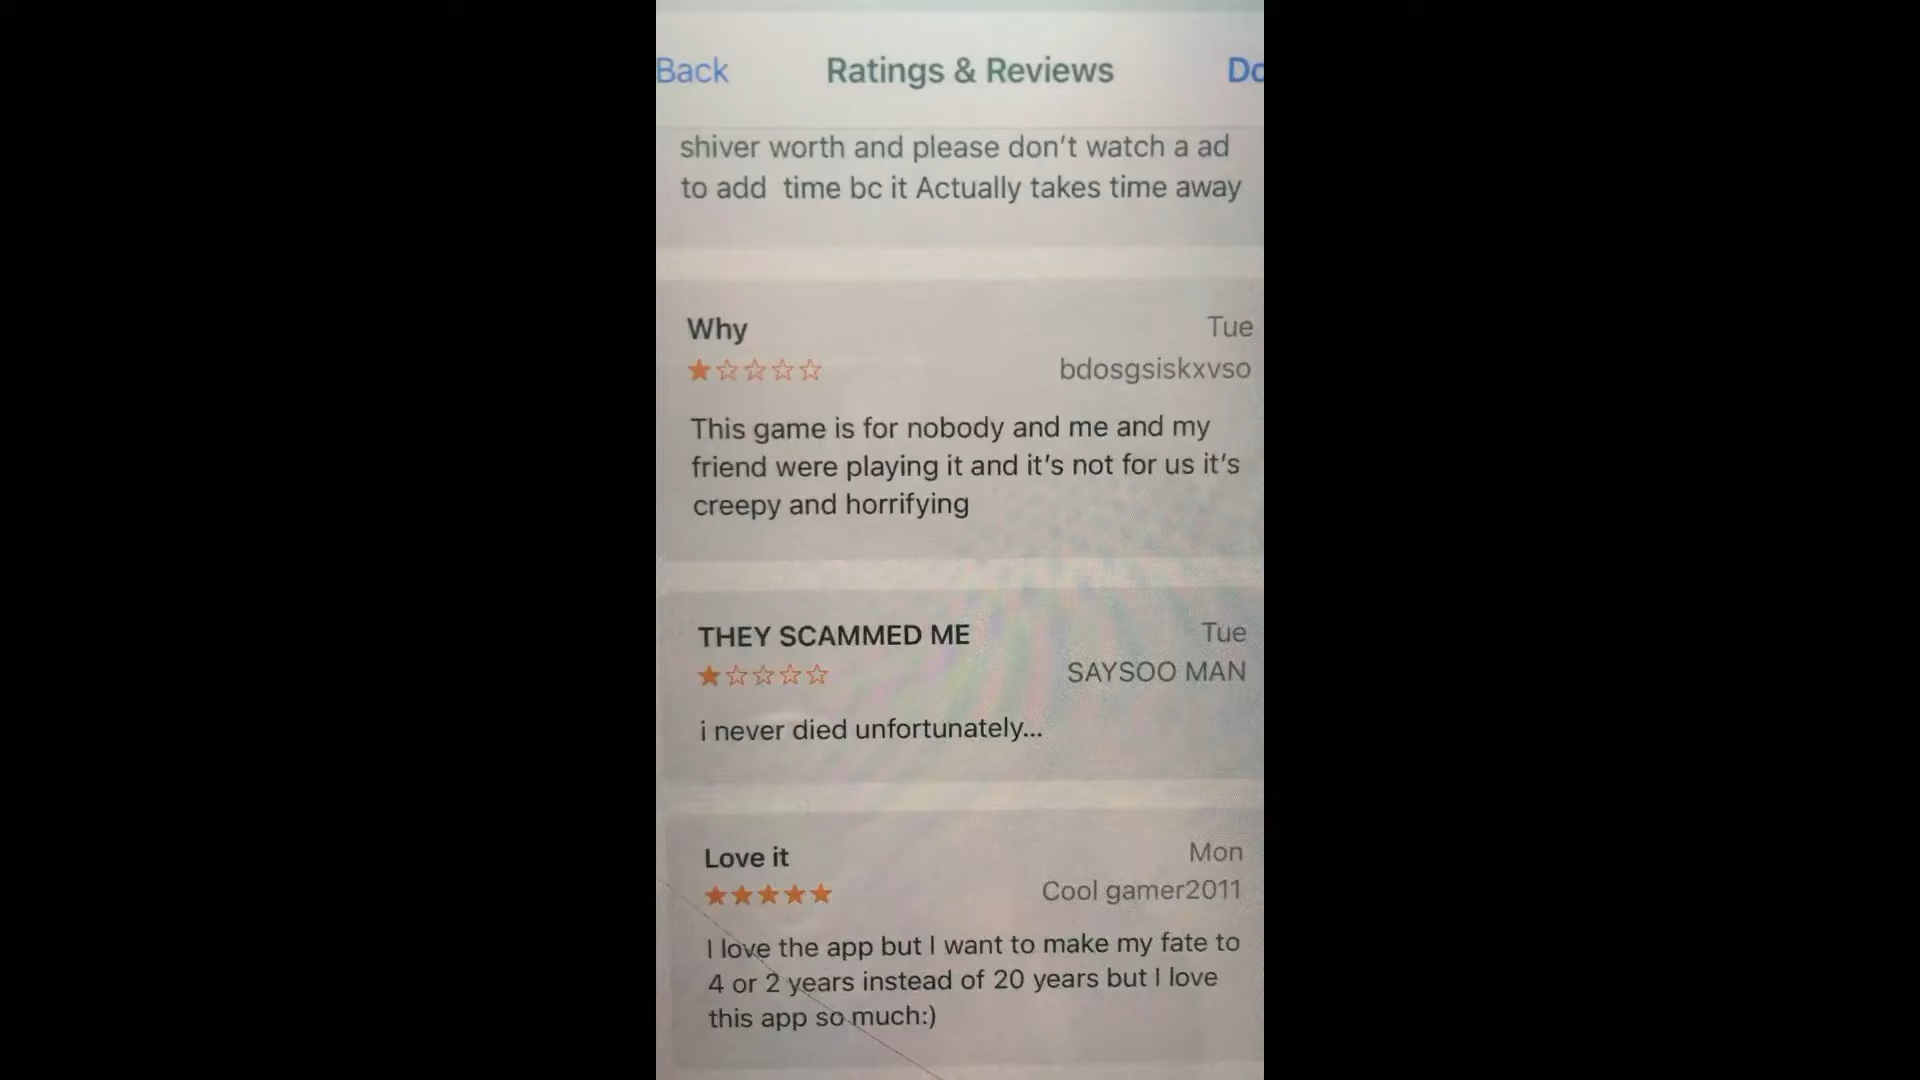 Back Ratings & Reviews Do
shiver worth and please don't watch a ad
to add time bc it Actually takes time away
Why Tue
bdosgsiskxvso
This game is for nobody and me and my
friend were playing it and it's not for us it's
creepy and horrifying
THEY SCAMMED ME Tue
SAYSOO MAN
i never died unfortunately...
Love it Mon
Cool gamer2011
I love the app but I want to make my fate to
4 or 2 years instead of 20 years but I love
this app so much:)